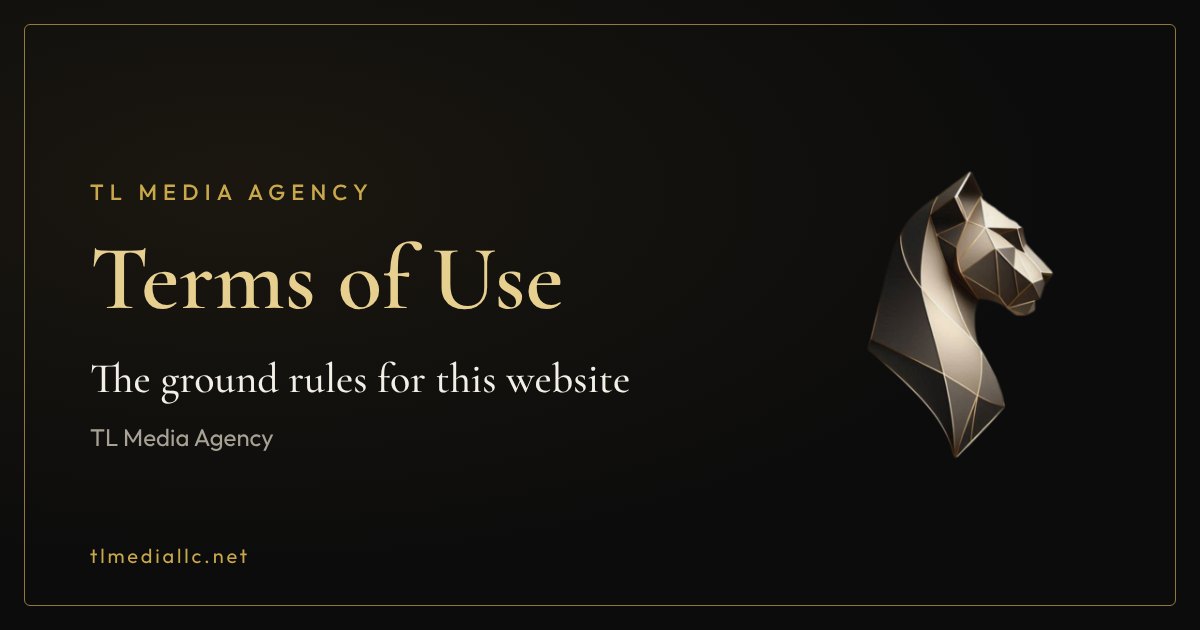 TL MEDIA AGENCY
Terms of Use
The ground rules for this website
TL Media Agency
tlmediallc.net